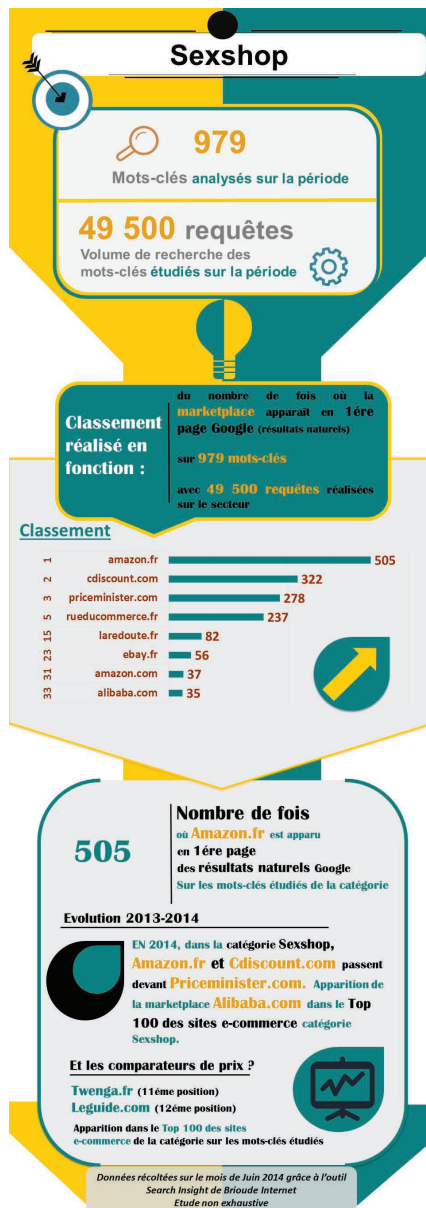 Sexshop
979
Mots-clés analysés sur la période
49 500 requêtes
Volume de recherche des
mots-clés étudiés sur la période
Classement
réalisé en
fonction :
du nombre de fois où la
marketplace apparaît en 1ére
page Google (résultats naturels)
sur 979 mots-clés
avec 49 500 requêtes réalisées
sur le secteur
Classement
1 amazon.fr 505
2 cdiscount.com 322
3 priceminister.com 278
5 rueducommerce.fr 237
15 laredoute.fr 82
23 ebay.fr 56
31 amazon.com 37
33 alibaba.com 35
505
Nombre de fois
où Amazon.fr est apparu
en 1ére page
des résultats naturels Google
Sur les mots-clés étudiés de la catégorie
Evolution 2013-2014
EN 2014, dans la catégorie Sexshop,
Amazon.fr et Cdiscount.com passent
devant Priceminister.com. Apparition de
la marketplace Alibaba.com dans le Top
100 des sites e-commerce catégorie
Sexshop.
Et les comparateurs de prix ?
Twenga.fr (11éme position)
Leguide.com (12éme position)
Apparition dans le Top 100 des sites
e-commerce de la catégorie sur les mots-clés étudiés
Données récoltées sur le mois de Juin 2014 grâce à l'outil
Search Insight de Brioude Internet
Etude non exhaustive